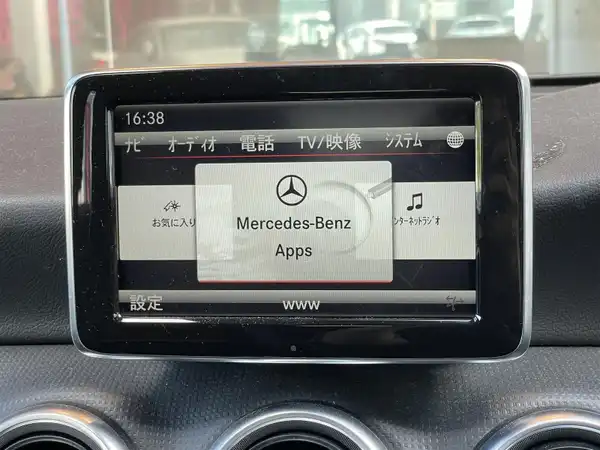 16:38
ナビ オーディオ 電話 TV/映像 システム
お気に入り
Mercedes-Benz
Apps
ンターネットラジオ
設定 www